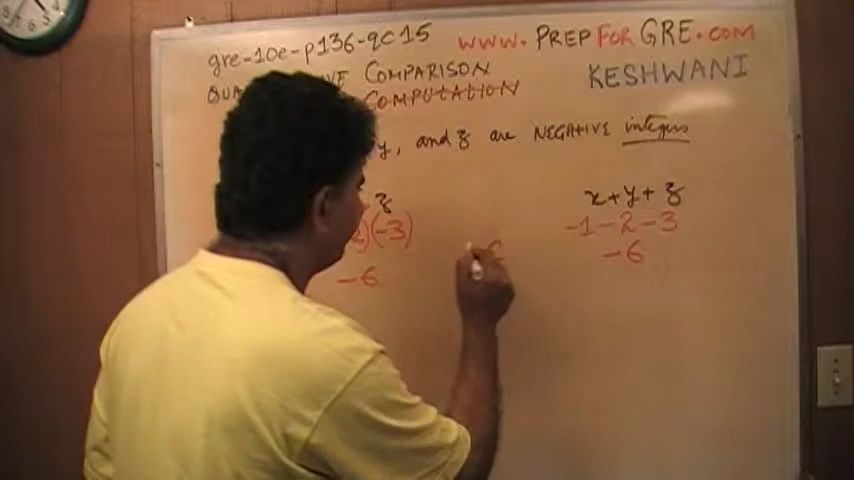 gre-10e-p136-qc15
www.PREPFORGRE.COM
COMPARISON
COMPUTATION
KESHWANI
y, and z are NEGATIVE integers
z
x+y+z
2)(-3)
-1-2-3
-6
-6